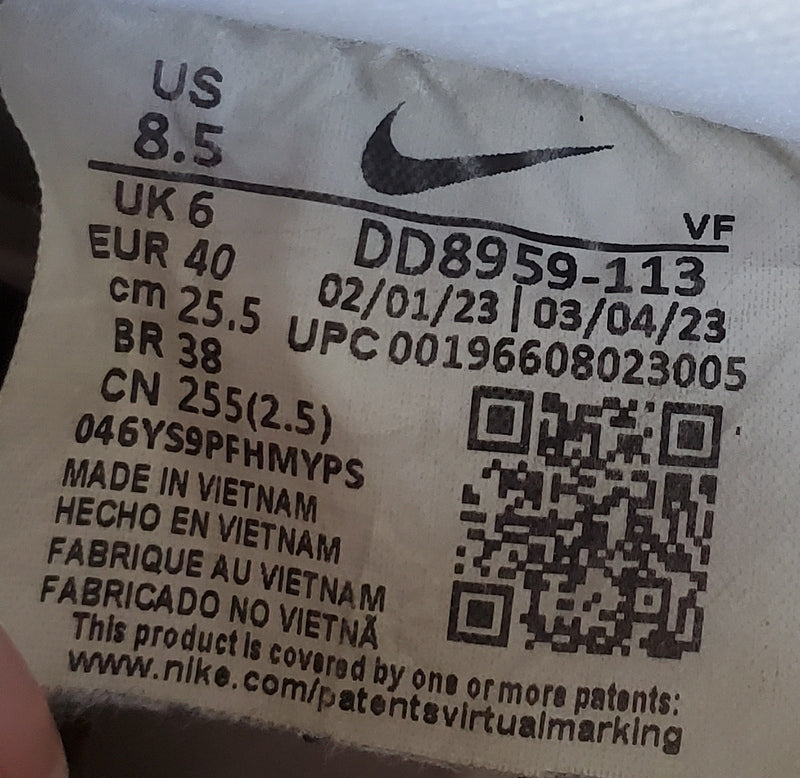 US
8.5
UK 6
EUR 40
cm 25.5
BR 38
CN 255(2.5)
046YS9PFHMYPS
MADE IN VIETNAM
HECHO EN VIETNAM
FABRIQUE AU VIETNAM
FABRICADO NO VIETNÃ
VF
DD8959-113
02/01/23 | 03/04/23
UPC 00196608023005
This product is covered by one or more patents:
www.nike.com/patentsvirtualmarking